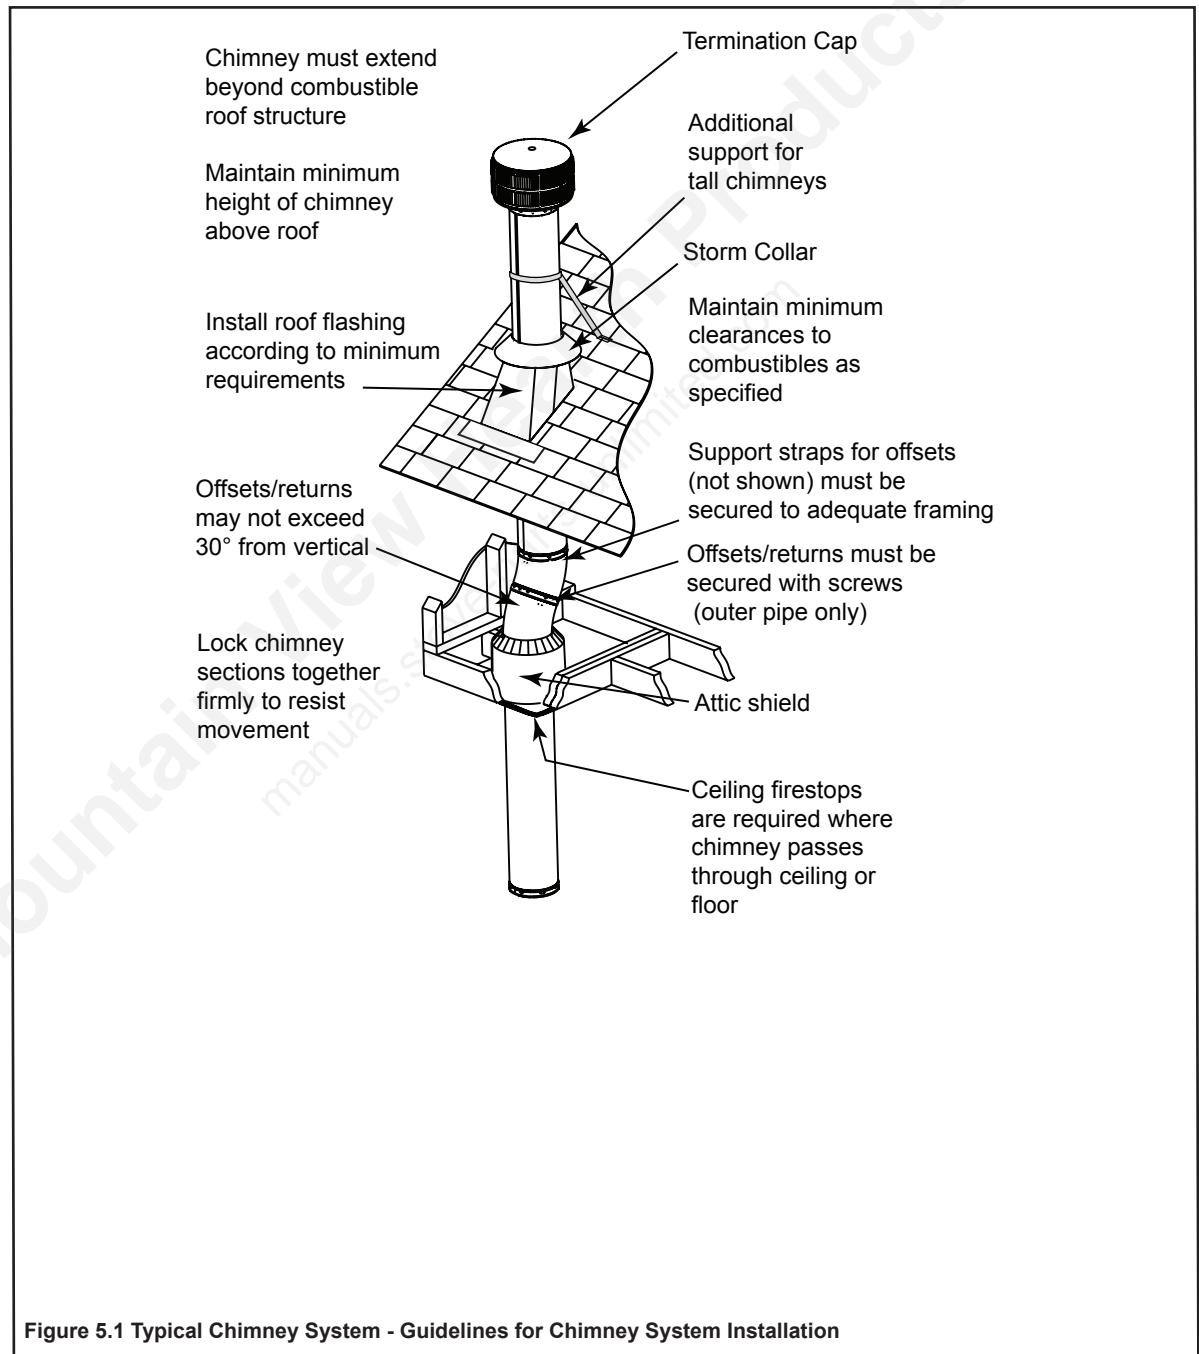 Chimney must extend
beyond combustible
roof structure
Maintain minimum
height of chimney
above roof
Install roof flashing
according to minimum
requirements
Offsets/returns
may not exceed
30° from vertical
Lock chimney
sections together
firmly to resist
movement
Termination Cap
Additional
support for
tall chimneys
Storm Collar
Maintain minimum
clearances to
combustibles as
specified
Support straps for offsets
(not shown) must be
secured to adequate framing
Offsets/returns must be
secured with screws
(outer pipe only)
Attic shield
Ceiling firestops
are required where
chimney passes
through ceiling or
floor
Figure 5.1 Typical Chimney System - Guidelines for Chimney System Installation